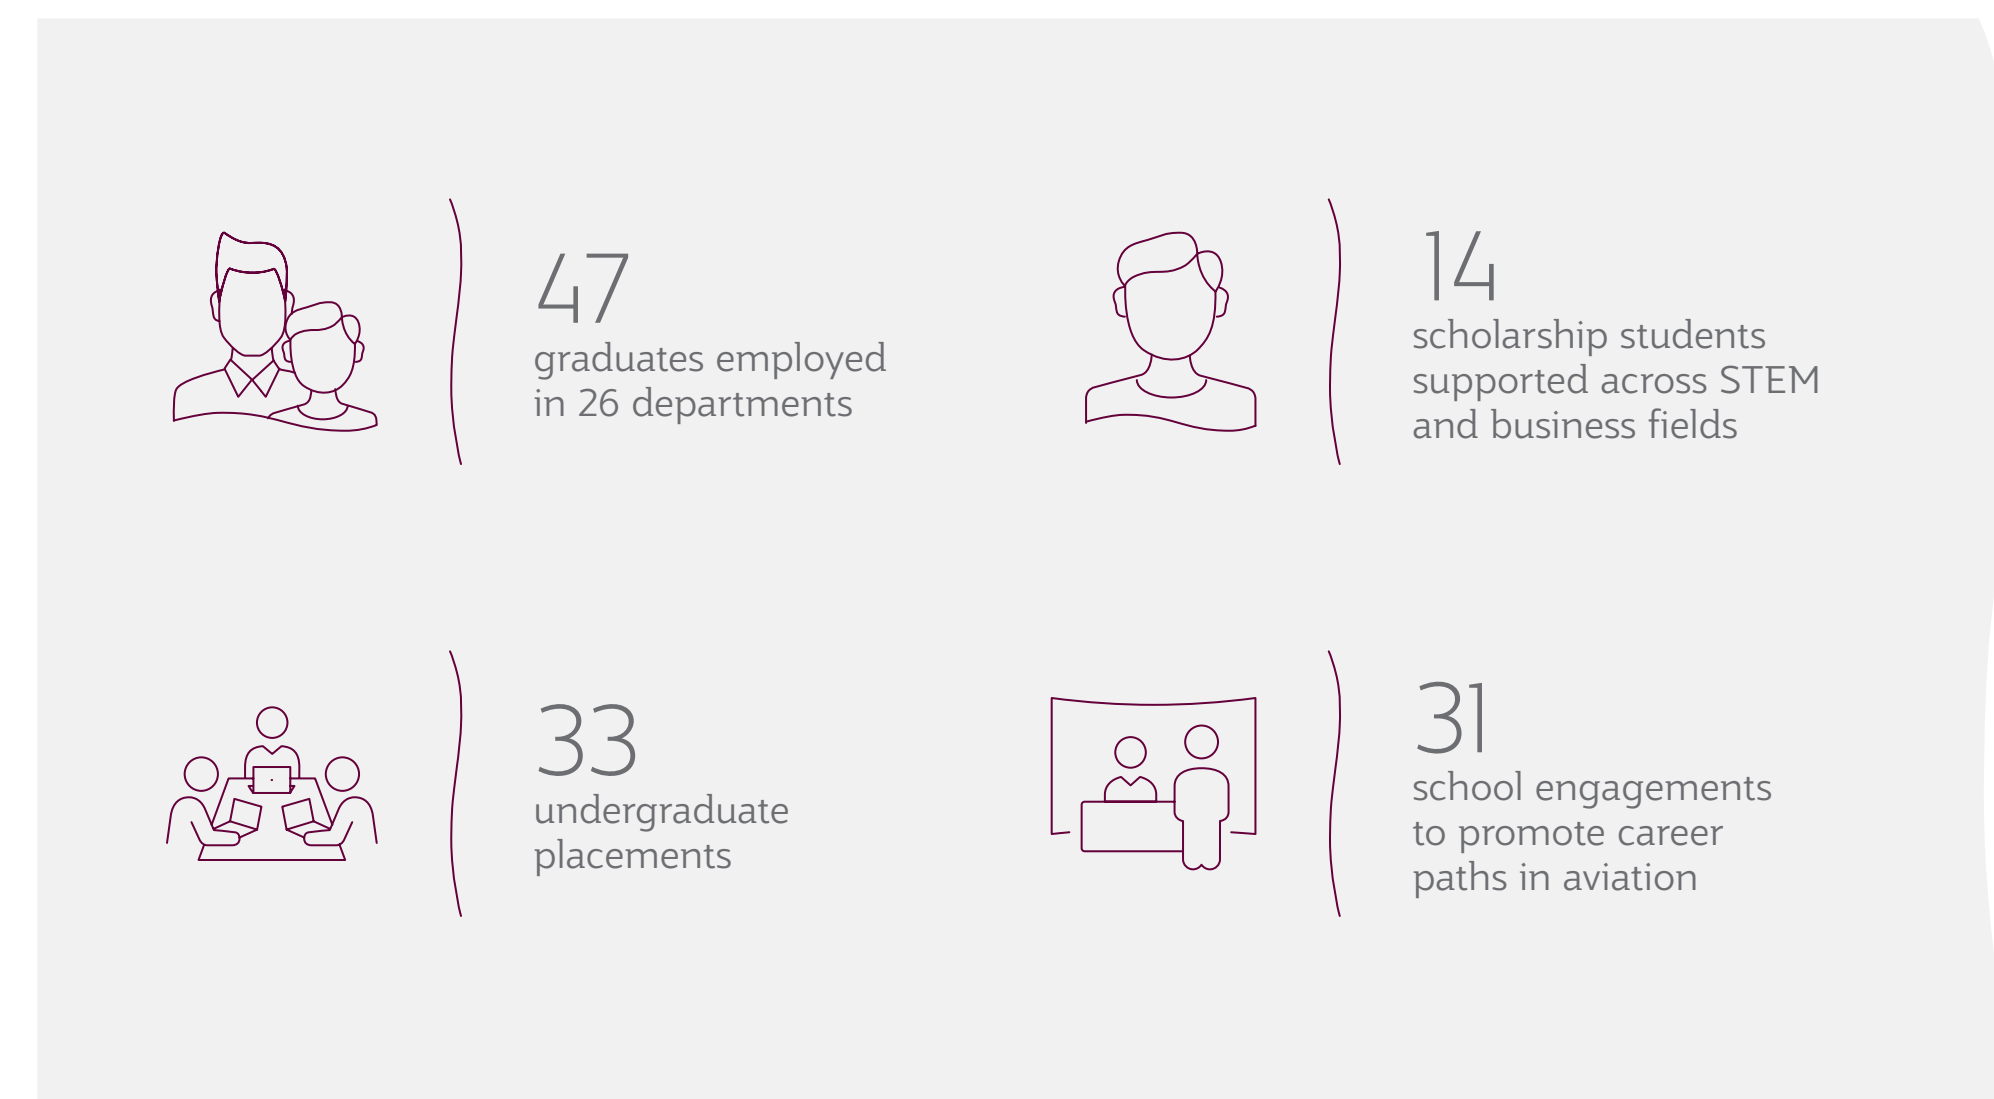 47
graduates employed
in 26 departments
14
scholarship students
supported across STEM
and business fields
33
undergraduate
placements
31
school engagements
to promote career
paths in aviation